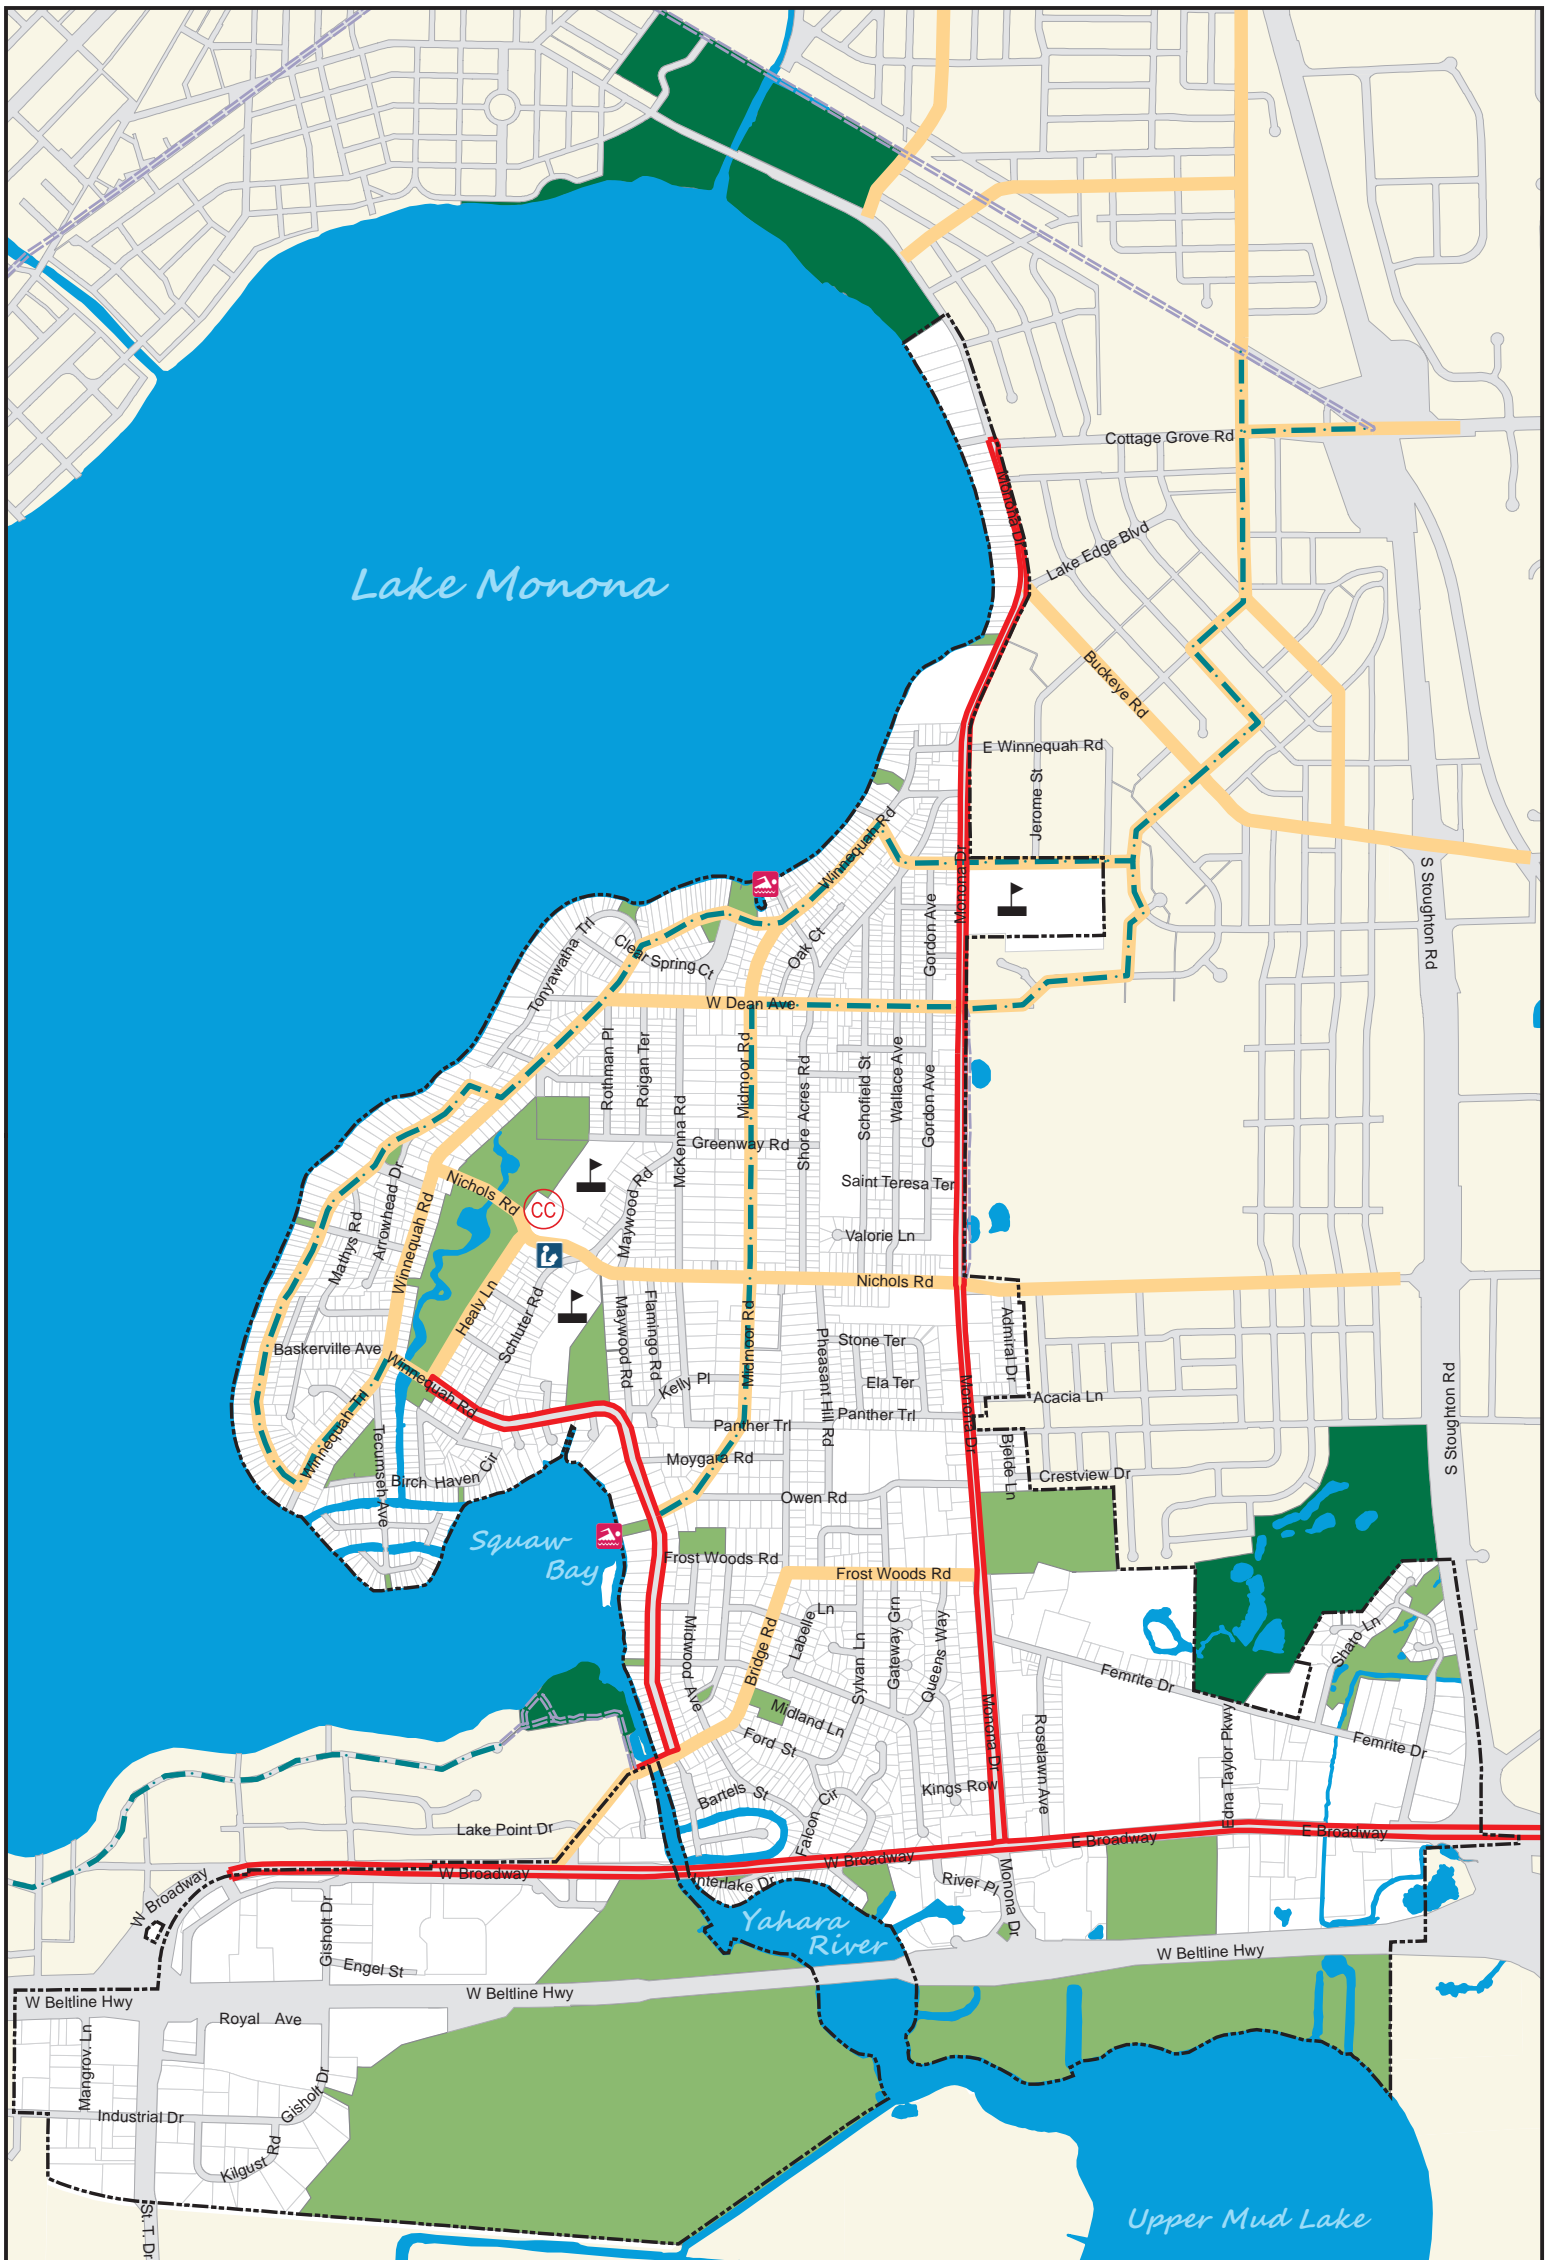 Cottage Grove Rd
Monona Dr
Lake Edge Blvd
Lake Monona
Buckeye Rd
E Winnequah Rd
Jerome St
Winnequah Rd
Monona Dr
S Stoughton Rd
Gordon Ave
Oak Ct
Tonyawatha Trl
Clear Spring Ct
W Dean Ave
Rothman Pl
Roigan Ter
Midmoor Rd
McKenna Rd
Shore Acres Rd
Schofield St
Wallace Ave
Gordon Ave
Greenway Rd
Nichols Rd
Arrowhead Dr
Maywood Rd
Saint Teresa Ter
CC
Mathys Rd
Winnequah Rd
Valorie Ln
Nichols Rd
Healy Ln
Schluter Rd
Maywood Rd
Flamingo Rd
Midmoor Rd
Pheasant Hill Rd
Stone Ter
Admiral Dr
Baskerville Ave
Winnequah Rd
Kelly Pl
Ela Ter
Acacia Ln
Monona Dr
S Stoughton Rd
Winnequah Trl
Tecumseh Ave
Panther Trl
Panther Trl
Moygara Rd
Bjelde Ln
Crestview Dr
Birch Haven Cir
Owen Rd
Squaw
Bay
Frost Woods Rd
Frost Woods Rd
Midwood Ave
Bridge Rd
Labelle Ln
Sylvan Ln
Gateway Grn
Queens Way
Shato Ln
Femrite Dr
Midland Ln
Ford St
Monona Dr
Roselawn Ave
Edna Taylor Pkwy
Femrite Dr
Bartels St
Falcon Cir
Kings Row
Lake Point Dr
E Broadway
E Broadway
W Broadway
W Broadway
W Broadway
Interlake Dr
River Pl
Monona Dr
Yahara
River
Gisholt Dr
Engel St
W Beltline Hwy
W Beltline Hwy
W Beltline Hwy
Royal Ave
Mangrov. Ln
Gisholt Dr
Industrial Dr
Kilgust Rd
St. T. Dr
Upper Mud Lake